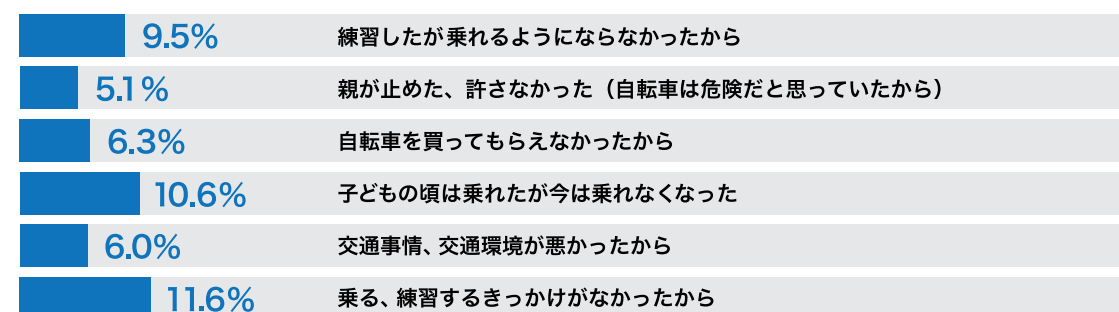 9.5% 練習したが乗れるようにならなかったから
5.1% 親が止めた、許さなかった（自転車は危険だと思っていたから）
6.3% 自転車を買ってもらえなかったから
10.6% 子どもの頃は乗れたが今は乗れなくなった
6.0% 交通事情、交通環境が悪かったから
11.6% 乗る、練習するきっかけがなかったから